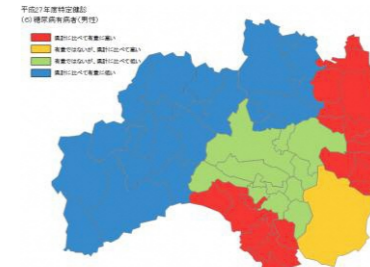 平成27年度特定健診
(6) 糖尿病有病者(男性)
県計に比べて有意に高い
有意ではないが、県計に比べて高い
有意ではないが、県計に比べて低い
県計に比べて有意に低い